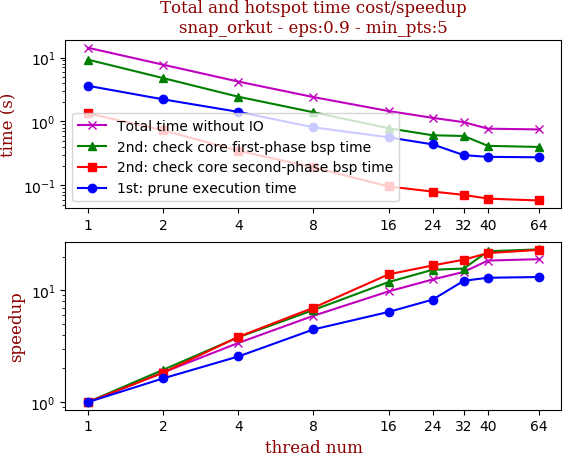 Total and hotspot time cost/speedup
snap_orkut - eps:0.9 - min_pts:5
time (s)
10¹
10⁰
10⁻¹
Total time without IO
2nd: check core first-phase bsp time
2nd: check core second-phase bsp time
1st: prune execution time
1 2 4 8 16 24 32 40 64
speedup
10¹
10⁰
1 2 4 8 16 24 32 40 64
thread num